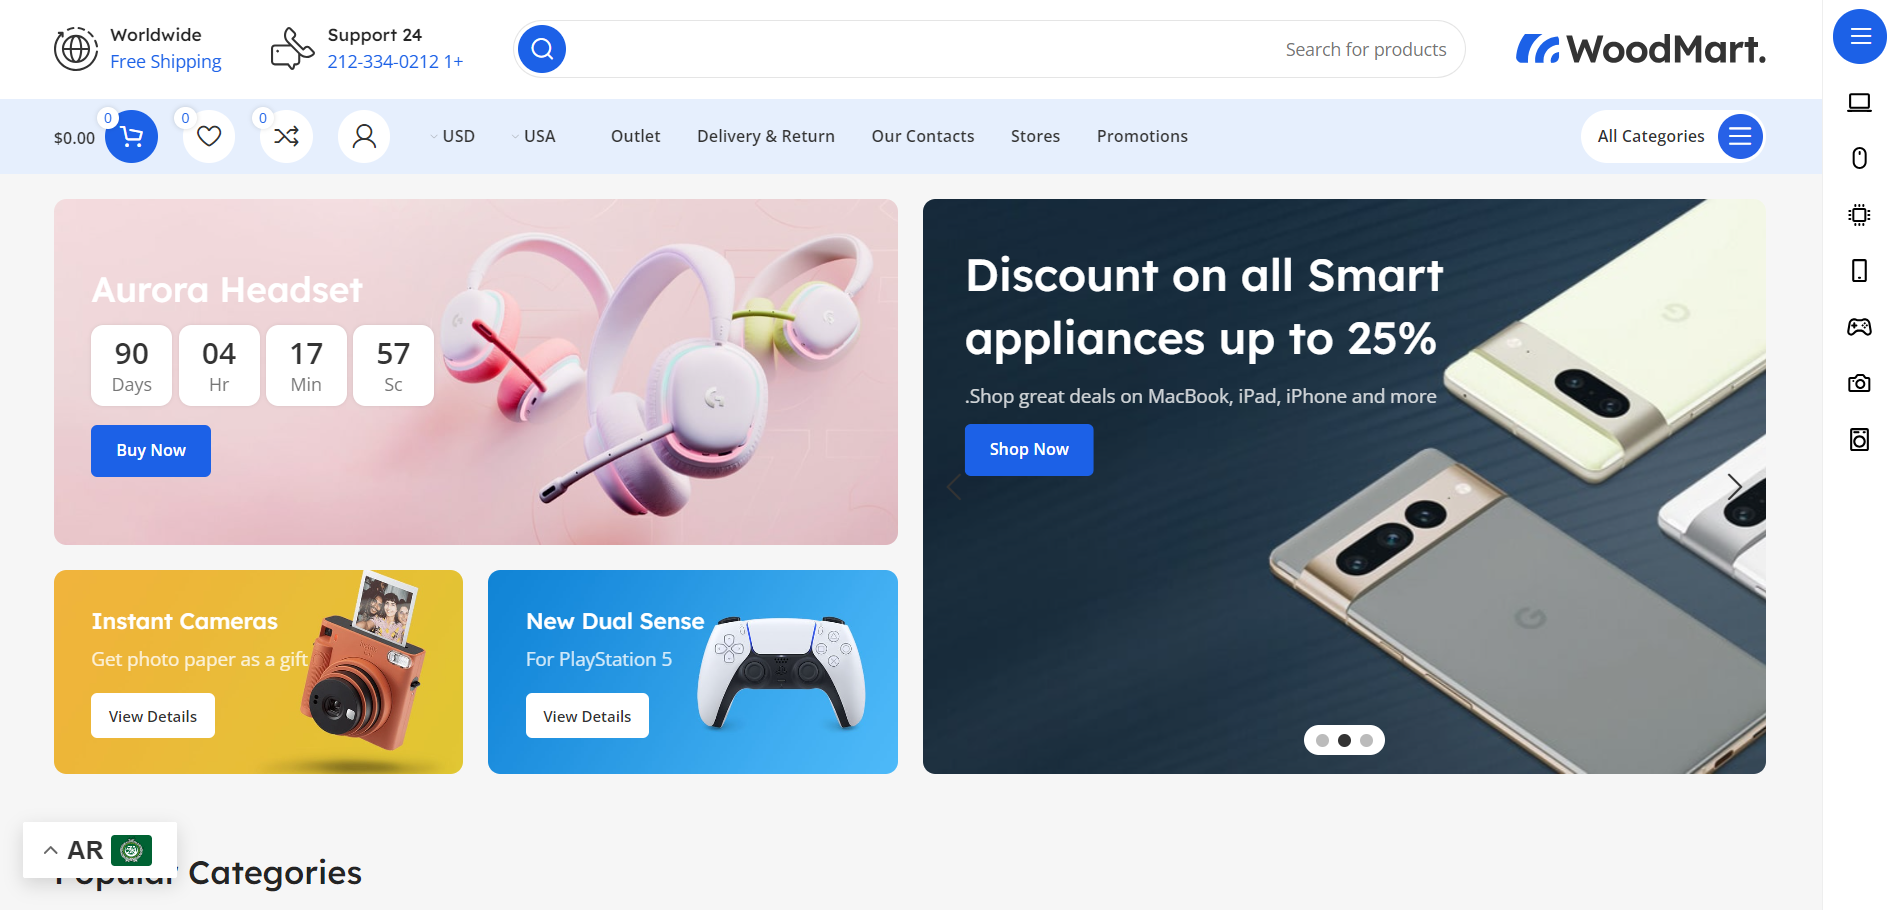 Worldwide
Free Shipping
Support 24
212-334-0212 1+
Search for products
WoodMart.
$0.00
0
0
0
USD
USA
Outlet
Delivery & Return
Our Contacts
Stores
Promotions
All Categories
Aurora Headset
90
Days
04
Hr
17
Min
57
Sc
Buy Now
Discount on all Smart
appliances up to 25%
.Shop great deals on MacBook, iPad, iPhone and more
Shop Now
Instant Cameras
Get photo paper as a gift
View Details
New Dual Sense
For PlayStation 5
View Details
AR
Popular Categories